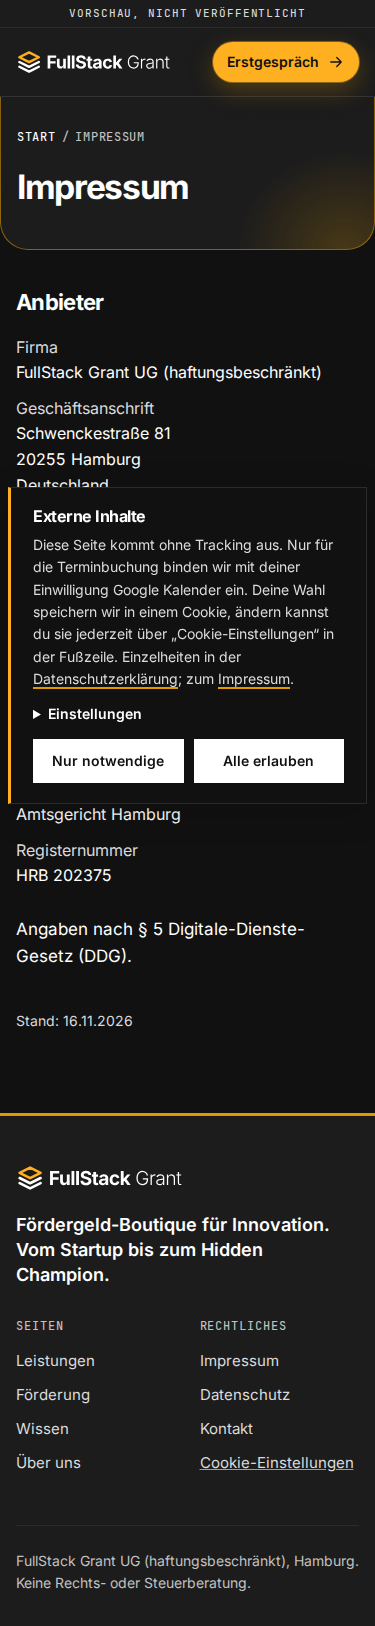 VORSCHAU, NICHT VERÖFFENTLICHT
FullStack Grant
Erstgespräch →
START / IMPRESSUM
Impressum
Anbieter
Firma
FullStack Grant UG (haftungsbeschränkt)
Geschäftsanschrift
Schwenckestraße 81
20255 Hamburg
Deutschland
Externe Inhalte
Diese Seite kommt ohne Tracking aus. Nur für
die Terminbuchung binden wir mit deiner
Einwilligung Google Kalender ein. Deine Wahl
speichern wir in einem Cookie, ändern kannst
du sie jederzeit über „Cookie-Einstellungen“ in
der Fußzeile. Einzelheiten in der
Datenschutzerklärung; zum Impressum.
Einstellungen
Nur notwendige
Alle erlauben
Amtsgericht Hamburg
Registernummer
HRB 202375
Angaben nach § 5 Digitale-Dienste-
Gesetz (DDG).
Stand: 16.11.2026
FullStack Grant
Fördergeld-Boutique für Innovation.
Vom Startup bis zum Hidden
Champion.
SEITEN
Leistungen
Förderung
Wissen
Über uns
RECHTLICHES
Impressum
Datenschutz
Kontakt
Cookie-Einstellungen
FullStack Grant UG (haftungsbeschränkt), Hamburg.
Keine Rechts- oder Steuerberatung.